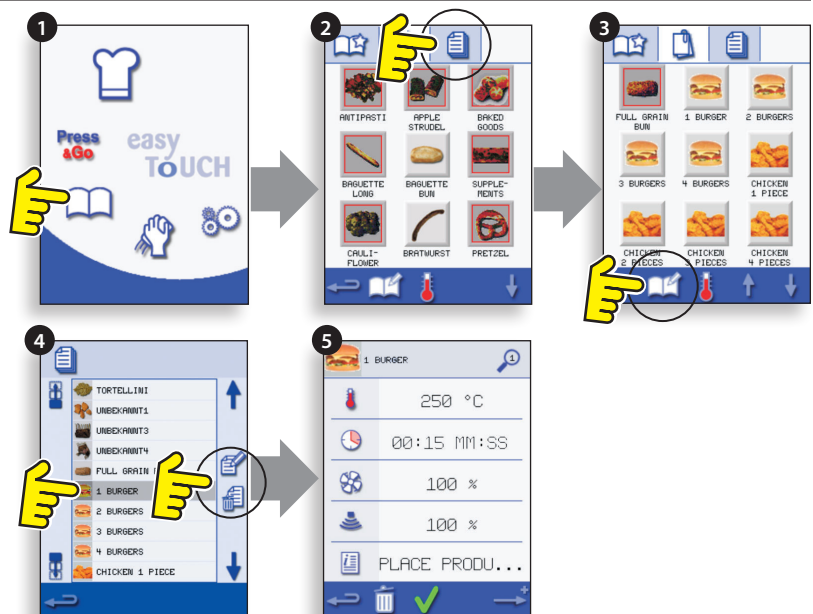 1
Press
&Go
easy
ToUCH
2
ANTIPASTI
APPLE
STRUDEL
BAKED
GOODS
BAGUETTE
LONG
BAGUETTE
BUN
SUPPLE-
MENTS
CAULI-
FLOWER
BRATWURST
PRETZEL
3
FULL GRAIN
BUN
1 BURGER
2 BURGERS
3 BURGERS
4 BURGERS
CHICKEN
1 PIECE
CHICKEN
2 PIECES
CHICKEN
PIECES
CHICKEN
4 PIECES
4
TORTELLINI
UNBEKANNT1
UNBEKANNT3
UNBEKANNT4
FULL GRAIN
1 BURGER
2 BURGERS
3 BURGERS
4 BURGERS
CHICKEN 1 PIECE
5
1 BURGER
1
250 °C
00:15 MM:SS
100 %
100 %
i
PLACE PRODU...